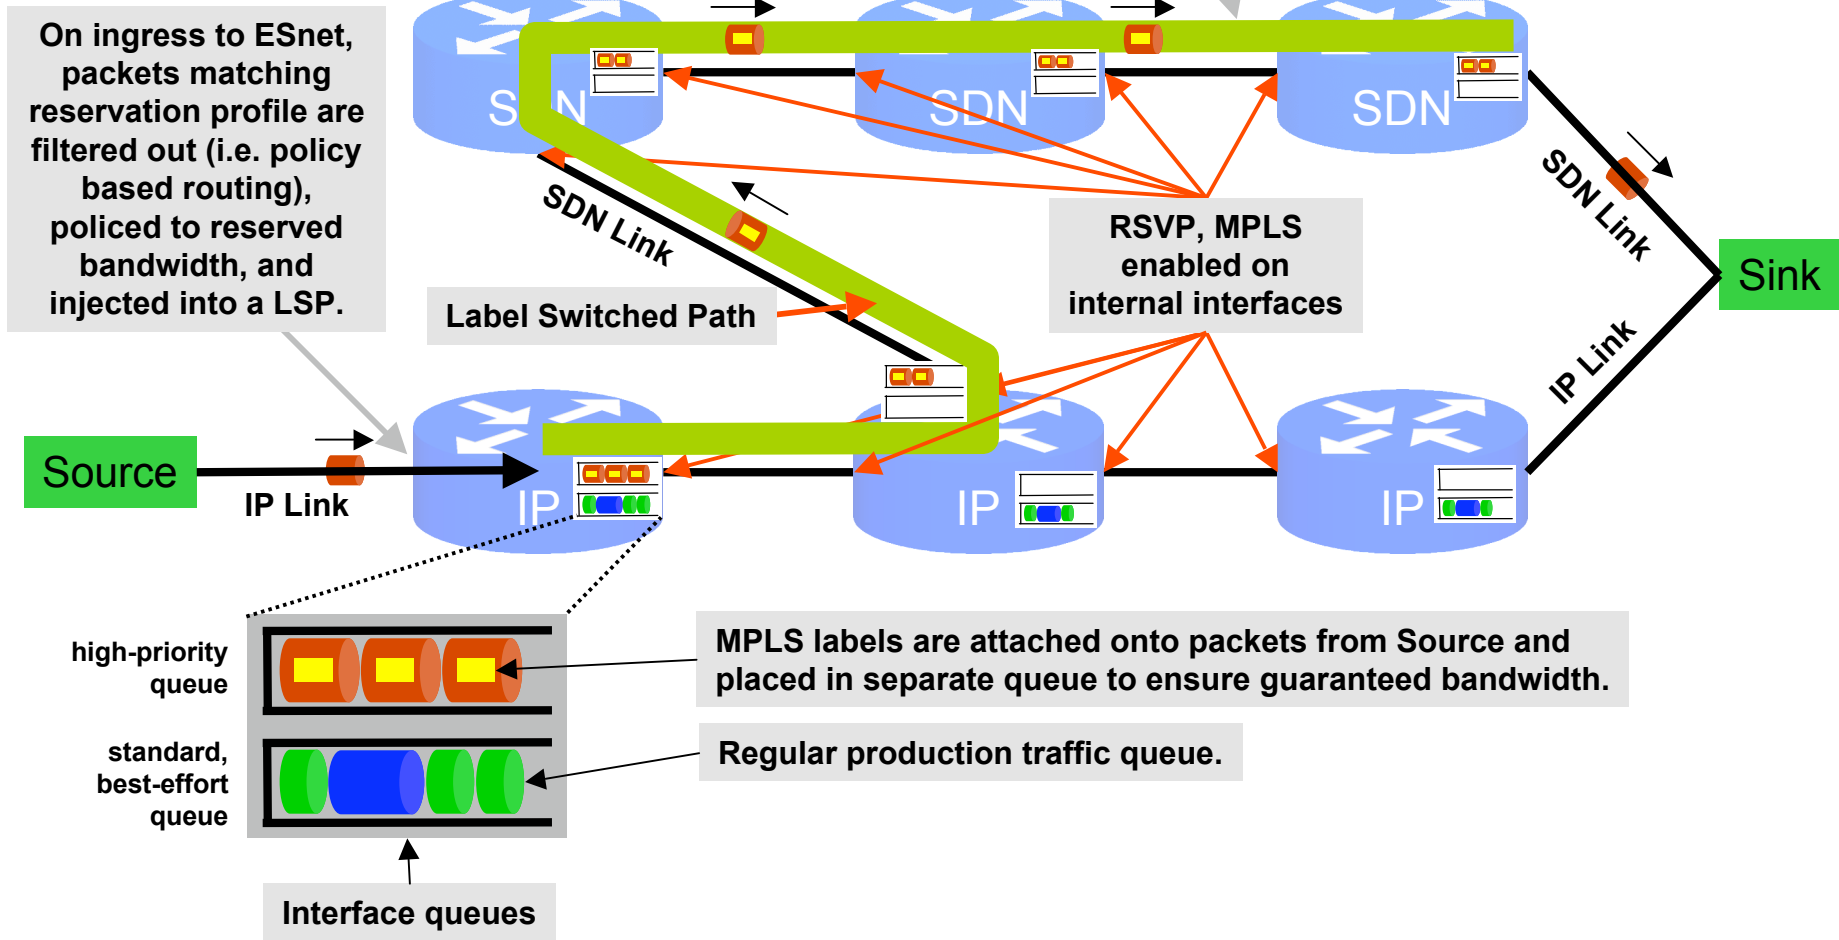 On ingress to ESnet,
packets matching
reservation profile are
filtered out (i.e. policy
based routing),
policed to reserved
bandwidth, and
injected into a LSP.
SDN
SDN
SDN
SDN Link
SDN Link
RSVP, MPLS
enabled on
internal interfaces
Sink
Label Switched Path
IP Link
Source
IP Link
IP
IP
IP
high-priority
queue
MPLS labels are attached onto packets from Source and
placed in separate queue to ensure guaranteed bandwidth.
standard,
best-effort
queue
Regular production traffic queue.
Interface queues